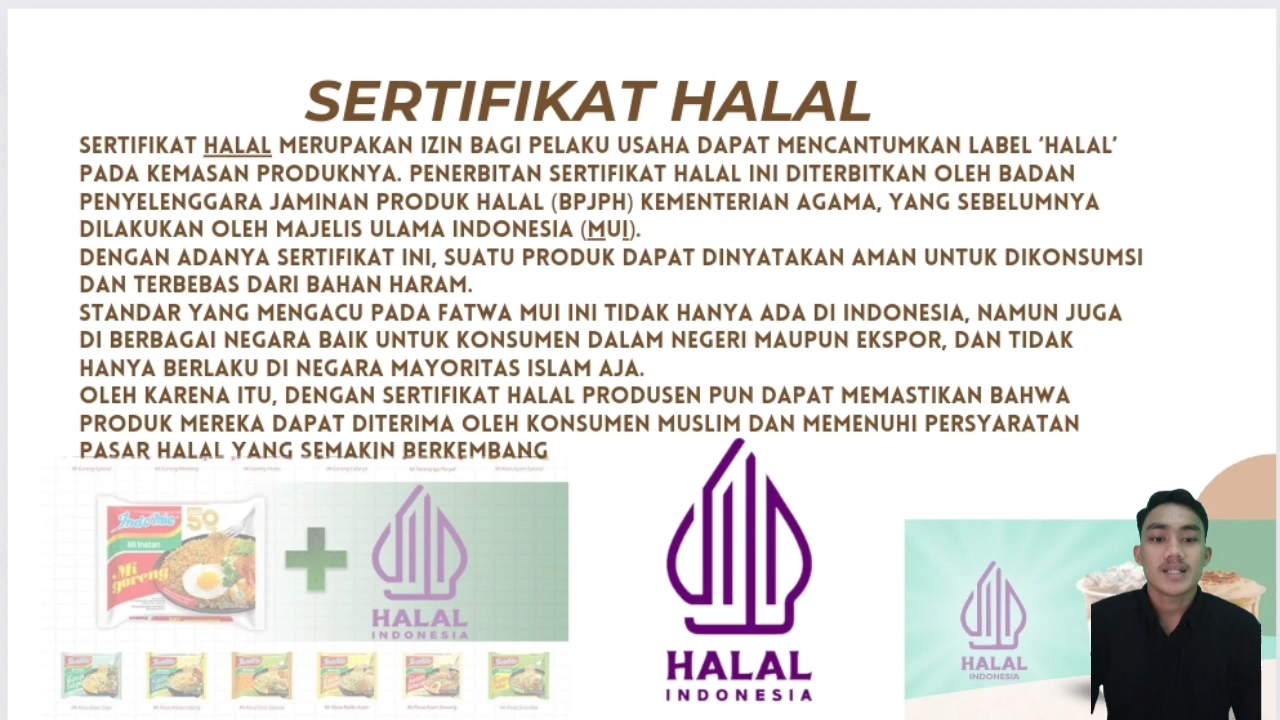 SERTIFIKAT HALAL
SERTIFIKAT HALAL MERUPAKAN IZIN BAGI PELAKU USAHA DAPAT MENCANTUMKAN LABEL ‘HALAL’
PADA KEMASAN PRODUKNYA. PENERBITAN SERTIFIKAT HALAL INI DITERBITKAN OLEH BADAN
PENYELENGGARA JAMINAN PRODUK HALAL (BPJPH) KEMENTERIAN AGAMA, YANG SEBELUMNYA
DILAKUKAN OLEH MAJELIS ULAMA INDONESIA (MUI).
DENGAN ADANYA SERTIFIKAT INI, SUATU PRODUK DAPAT DINYATAKAN AMAN UNTUK DIKONSUMSI
DAN TERBEBAS DARI BAHAN HARAM.
STANDAR YANG MENGACU PADA FATWA MUI INI TIDAK HANYA ADA DI INDONESIA, NAMUN JUGA
DI BERBAGAI NEGARA BAIK UNTUK KONSUMEN DALAM NEGERI MAUPUN EKSPOR, DAN TIDAK
HANYA BERLAKU DI NEGARA MAYORITAS ISLAM AJA.
OLEH KARENA ITU, DENGAN SERTIFIKAT HALAL PRODUSEN PUN DAPAT MEMASTIKAN BAHWA
PRODUK MEREKA DAPAT DITERIMA OLEH KONSUMEN MUSLIM DAN MEMENUHI PERSYARATAN
PASAR HALAL YANG SEMAKIN BERKEMBANG
Indomie
50
Mi Instan
Mi
goreng
HALAL
INDONESIA
HALAL
INDONESIA
HALAL
INDONESIA